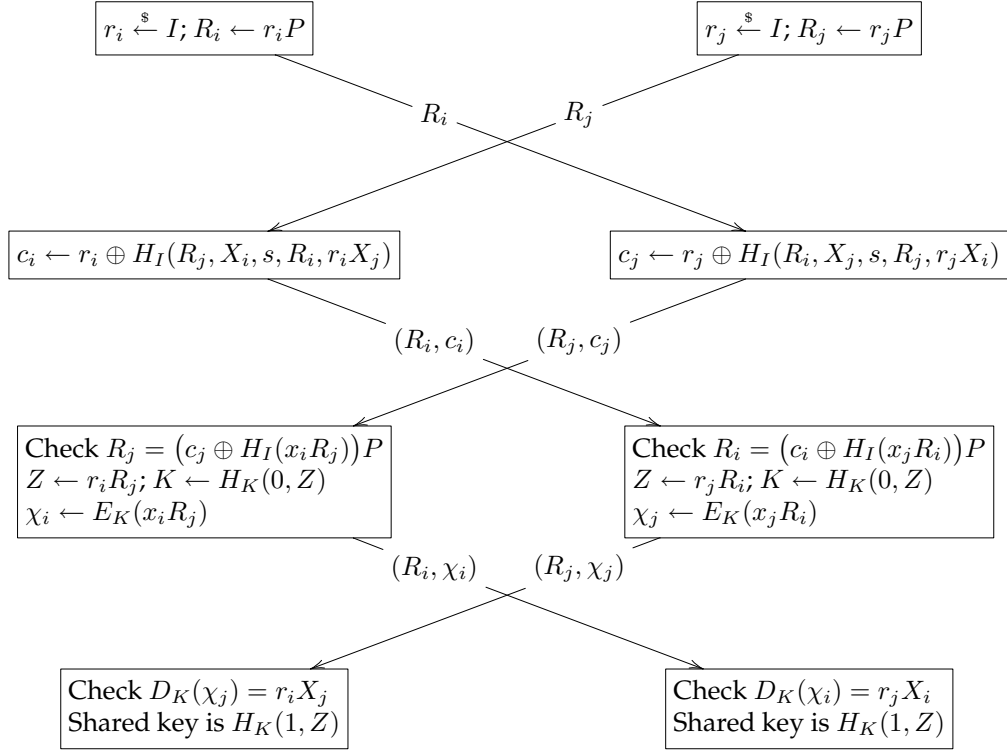 r_i ←$ I; R_i ← r_iP
r_j ←$ I; R_j ← r_jP
R_i
R_j
c_i ← r_i ⊕ H_I(R_j, X_i, s, R_i, r_iX_j)
c_j ← r_j ⊕ H_I(R_i, X_j, s, R_j, r_jX_i)
(R_i, c_i)
(R_j, c_j)
Check R_j = (c_j ⊕ H_I(x_iR_j))P
Z ← r_iR_j; K ← H_K(0, Z)
χ_i ← E_K(x_iR_j)
Check R_i = (c_i ⊕ H_I(x_jR_i))P
Z ← r_jR_i; K ← H_K(0, Z)
χ_j ← E_K(x_jR_i)
(R_i, χ_i)
(R_j, χ_j)
Check D_K(χ_j) = r_iX_j
Shared key is H_K(1, Z)
Check D_K(χ_i) = r_jX_i
Shared key is H_K(1, Z)